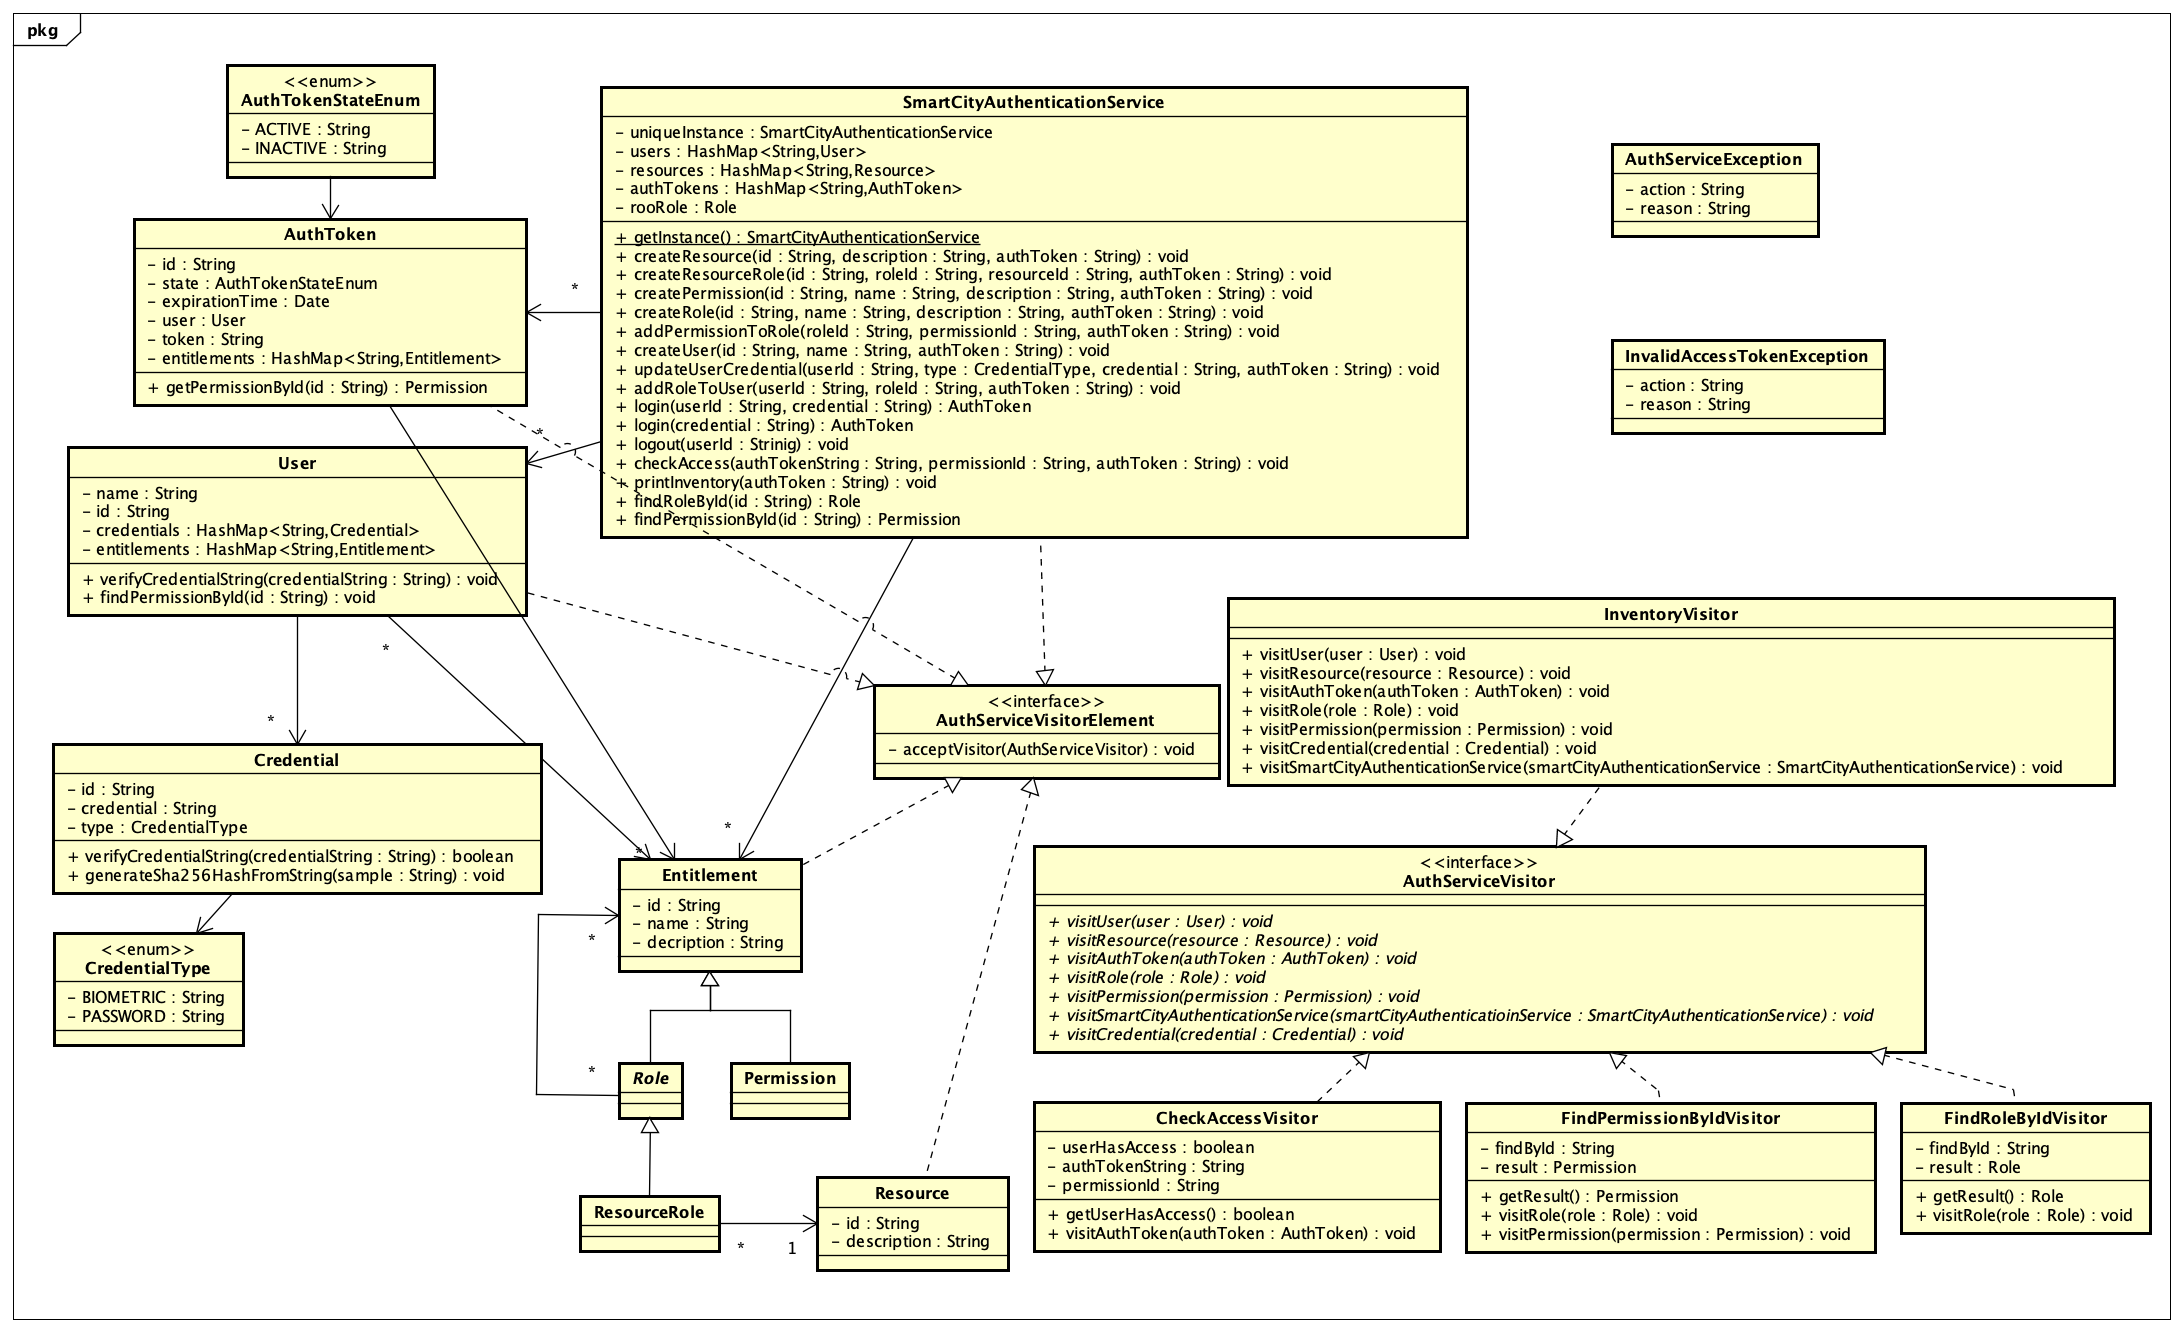 pkg
<<enum>>
AuthTokenStateEnum
- ACTIVE : String
- INACTIVE : String
SmartCityAuthenticationService
- uniqueInstance : SmartCityAuthenticationService
- users : HashMap<String,User>
- resources : HashMap<String,Resource>
- authTokens : HashMap<String,AuthToken>
- rooRole : Role
+ getInstance() : SmartCityAuthenticationService
+ createResource(id : String, description : String, authToken : String) : void
+ createResourceRole(id : String, roleId : String, resourceId : String, authToken : String) : void
+ createPermission(id : String, name : String, description : String, authToken : String) : void
+ createRole(id : String, name : String, description : String, authToken : String) : void
+ addPermissionToRole(roleId : String, permissionId : String, authToken : String) : void
+ createUser(id : String, name : String, authToken : String) : void
+ updateUserCredential(userId : String, type : CredentialType, credential : String, authToken : String) : void
+ addRoleToUser(userId : String, roleId : String, authToken : String) : void
+ login(userId : String, credential : String) : AuthToken
+ login(credential : String) : AuthToken
+ logout(userId : Strinig) : void
+ checkAccess(authTokenString : String, permissionId : String, authToken : String) : void
+ printInventory(authToken : String) : void
+ findRoleById(id : String) : Role
+ findPermissionById(id : String) : Permission
AuthServiceException
- action : String
- reason : String
InvalidAccessTokenException
- action : String
- reason : String
AuthToken
- id : String
- state : AuthTokenStateEnum
- expirationTime : Date
- user : User
- token : String
- entitlements : HashMap<String,Entitlement>
+ getPermissionById(id : String) : Permission
*
*
User
- name : String
- id : String
- credentials : HashMap<String,Credential>
- entitlements : HashMap<String,Entitlement>
+ verifyCredentialString(credentialString : String) : void
+ findPermissionById(id : String) : void
*
*
*
*
Credential
- id : String
- credential : String
- type : CredentialType
+ verifyCredentialString(credentialString : String) : boolean
+ generateSha256HashFromString(sample : String) : void
<<enum>>
CredentialType
- BIOMETRIC : String
- PASSWORD : String
<<interface>>
AuthServiceVisitorElement
- acceptVisitor(AuthServiceVisitor) : void
InventoryVisitor
+ visitUser(user : User) : void
+ visitResource(resource : Resource) : void
+ visitAuthToken(authToken : AuthToken) : void
+ visitRole(role : Role) : void
+ visitPermission(permission : Permission) : void
+ visitCredential(credential : Credential) : void
+ visitSmartCityAuthenticationService(smartCityAuthenticationService : SmartCityAuthenticationService) : void
Entitlement
- id : String
- name : String
- decription : String
*
*
Role
Permission
ResourceRole
*
1
Resource
- id : String
- description : String
<<interface>>
AuthServiceVisitor
+ visitUser(user : User) : void
+ visitResource(resource : Resource) : void
+ visitAuthToken(authToken : AuthToken) : void
+ visitRole(role : Role) : void
+ visitPermission(permission : Permission) : void
+ visitSmartCityAuthenticationService(smartCityAuthenticatioinService : SmartCityAuthenticationService) : void
+ visitCredential(credential : Credential) : void
CheckAccessVisitor
- userHasAccess : boolean
- authTokenString : String
- permissionId : String
+ getUserHasAccess() : boolean
+ visitAuthToken(authToken : AuthToken) : void
FindPermissionByIdVisitor
- findById : String
- result : Permission
+ getResult() : Permission
+ visitRole(role : Role) : void
+ visitPermission(permission : Permission) : void
FindRoleByIdVisitor
- findById : String
- result : Role
+ getResult() : Role
+ visitRole(role : Role) : void